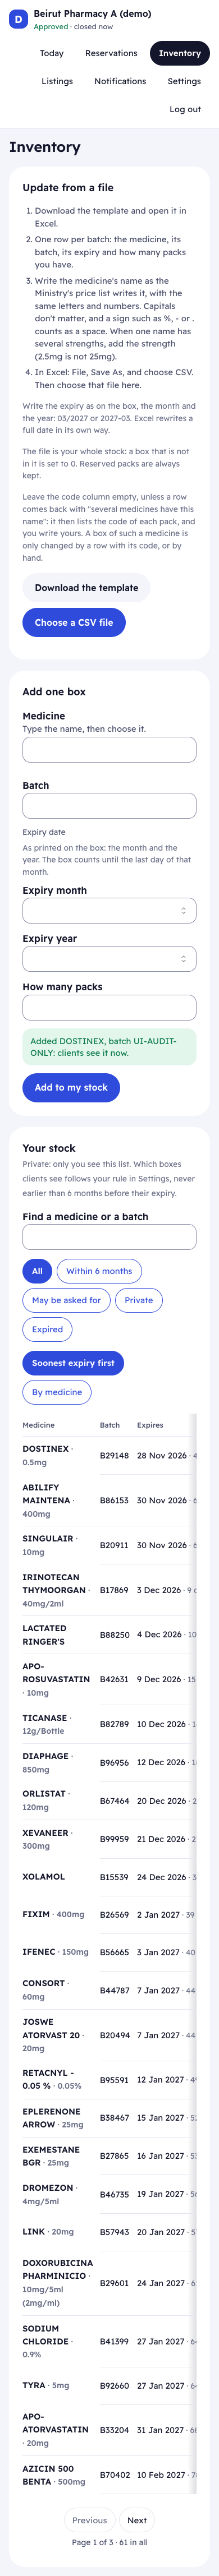 D
Beirut Pharmacy A (demo)
Approved · closed now
Today
Reservations
Inventory
Listings
Notifications
Settings
Log out
Inventory
Update from a file
1. Download the template and open it in
Excel.
2. One row per batch: the medicine, its
batch, its expiry and how many packs
you have.
3. Write the medicine's name as the
Ministry's price list writes it, with the
same letters and numbers. Capitals
don't matter, and a sign such as %, - or .
counts as a space. When one name has
several strengths, add the strength
(2.5mg is not 25mg).
4. In Excel: File, Save As, and choose CSV.
Then choose that file here.
Write the expiry as on the box, the month and
the year: 03/2027 or 2027-03. Excel rewrites a
full date in its own way.
The file is your whole stock: a box that is not
in it is set to 0. Reserved packs are always
kept.
Leave the code column empty, unless a row
comes back with "several medicines have this
name": it then lists the code of each pack, and
you write yours. A box of such a medicine is
only changed by a row with its code, or by
hand.
Download the template
Choose a CSV file
Add one box
Medicine
Type the name, then choose it.
Batch
Expiry date
As printed on the box: the month and the
year. The box counts until the last day of that
month.
Expiry month
Expiry year
How many packs
Added DOSTINEX, batch UI-AUDIT-
ONLY: clients see it now.
Add to my stock
Your stock
Private: only you see this list. Which boxes
clients see follows your rule in Settings, never
earlier than 6 months before their expiry.
Find a medicine or a batch
All
Within 6 months
May be asked for
Private
Expired
Soonest expiry first
By medicine
Medicine Batch Expires
DOSTINEX ·
0.5mg
B29148 28 Nov 2026 ·
ABILIFY
MAINTENA ·
400mg
B86153 30 Nov 2026 ·
SINGULAIR ·
10mg
B20911 30 Nov 2026 ·
IRINOTECAN
THYMOORGAN ·
40mg/2ml
B17869 3 Dec 2026 ·
LACTATED
RINGER'S
B88250 4 Dec 2026 ·
APO-
ROSUVASTATIN
· 10mg
B42631 9 Dec 2026 ·
TICANASE ·
12g/Bottle
B82789 10 Dec 2026 ·
DIAPHAGE ·
850mg
B96956 12 Dec 2026 ·
ORLISTAT ·
120mg
B67464 20 Dec 2026 ·
XEVANEER ·
300mg
B99959 21 Dec 2026 ·
XOLAMOL B15539 24 Dec 2026 ·
FIXIM · 400mg B26569 2 Jan 2027 · 39
IFENEC · 150mg B56665 3 Jan 2027 · 40
CONSORT ·
60mg
B44787 7 Jan 2027 · 44
JOSWE
ATORVAST 20 ·
20mg
B20494 7 Jan 2027 · 44
RETACNYL -
0.05 % · 0.05%
B95591 12 Jan 2027 ·
EPLERENONE
ARROW · 25mg
B38467 15 Jan 2027 ·
EXEMESTANE
BGR · 25mg
B27865 16 Jan 2027 ·
DROMEZON ·
4mg/5ml
B46735 19 Jan 2027 ·
LINK · 20mg B57943 20 Jan 2027 ·
DOXORUBICINA
PHARMINICIO ·
10mg/5ml
(2mg/ml)
B29601 24 Jan 2027 ·
SODIUM
CHLORIDE ·
0.9%
B41399 27 Jan 2027 ·
TYRA · 5mg B92660 27 Jan 2027 ·
APO-
ATORVASTATIN
· 20mg
B33204 31 Jan 2027 ·
AZICIN 500
BENTA · 500mg
B70402 10 Feb 2027 ·
Previous
Next
Page 1 of 3 · 61 in all